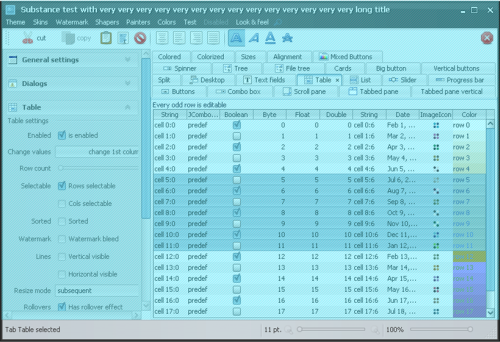 Substance test with very very very very very very very very very very very very very very long title
Theme Skins Watermark Shapers Painters Colors Test Disabled Look & feel
cut copy paste
General settings
Dialogs
Table
Table settings
Enabled is enabled
Change values change 1st colum
Row count
Selectable Rows selectable
Cols selectable
Sorted Sorted
Watermark Watermark bleed
Lines Vertical visible
Horizontal visible
Resize mode subsequent
Rollovers Has rollover effect
Colored Colorized Sizes Alignment Mixed Buttons
Spinner Tree File tree Cards Big button Vertical buttons
Split Desktop Text fields Table × List Slider Progress bar
Buttons Combo box Scroll pane Tabbed pane Tabbed pane vertical
Every odd row is editable
String JCombo... Boolean Byte Float Double String Date ImageIcon Color
cell 0:0 predef 0 0 0 cell 0:6 Feb 1, ... row 0
cell 1:0 predef 1 1 1 cell 1:6 Mar 2, ... row 1
cell 2:0 predef 2 2 2 cell 2:6 Apr 3, ... row 2
cell 3:0 predef 3 3 3 cell 3:6 May 4, ... row 3
cell 4:0 predef 4 4 4 cell 4:6 Jun 5, ... row 4
cell 5:0 predef 5 5 5 cell 5:6 Jul 6, 2... row 5
cell 6:0 predef 6 6 6 cell 6:6 Aug 7, ... row 6
cell 7:0 predef 7 7 7 cell 7:6 Sep 8, ... row 7
cell 8:0 predef 8 8 8 cell 8:6 Oct 9, ... row 8
cell 9:0 predef 9 9 9 cell 9:6 Nov 10,... row 9
cell 10:0 predef 10 10 10 cell 10:6 Dec 11,... row 10
cell 11:0 predef 11 11 11 cell 11:6 Jan 12,... row 11
cell 12:0 predef 12 12 12 cell 12:6 Feb 13,...
cell 13:0 predef 13 13 13 cell 13:6 Mar 14,... row 13
cell 14:0 predef 14 14 14 cell 14:6 Apr 15,... row 14
cell 15:0 predef 15 15 15 cell 15:6 May 16... row 15
cell 16:0 predef 16 16 16 cell 16:6 Jun 17,... row 16
cell 17:0 predef 17 17 17 cell 17:6 Jul 18, ... row 17
Tab Table selected 11 pt. 100%